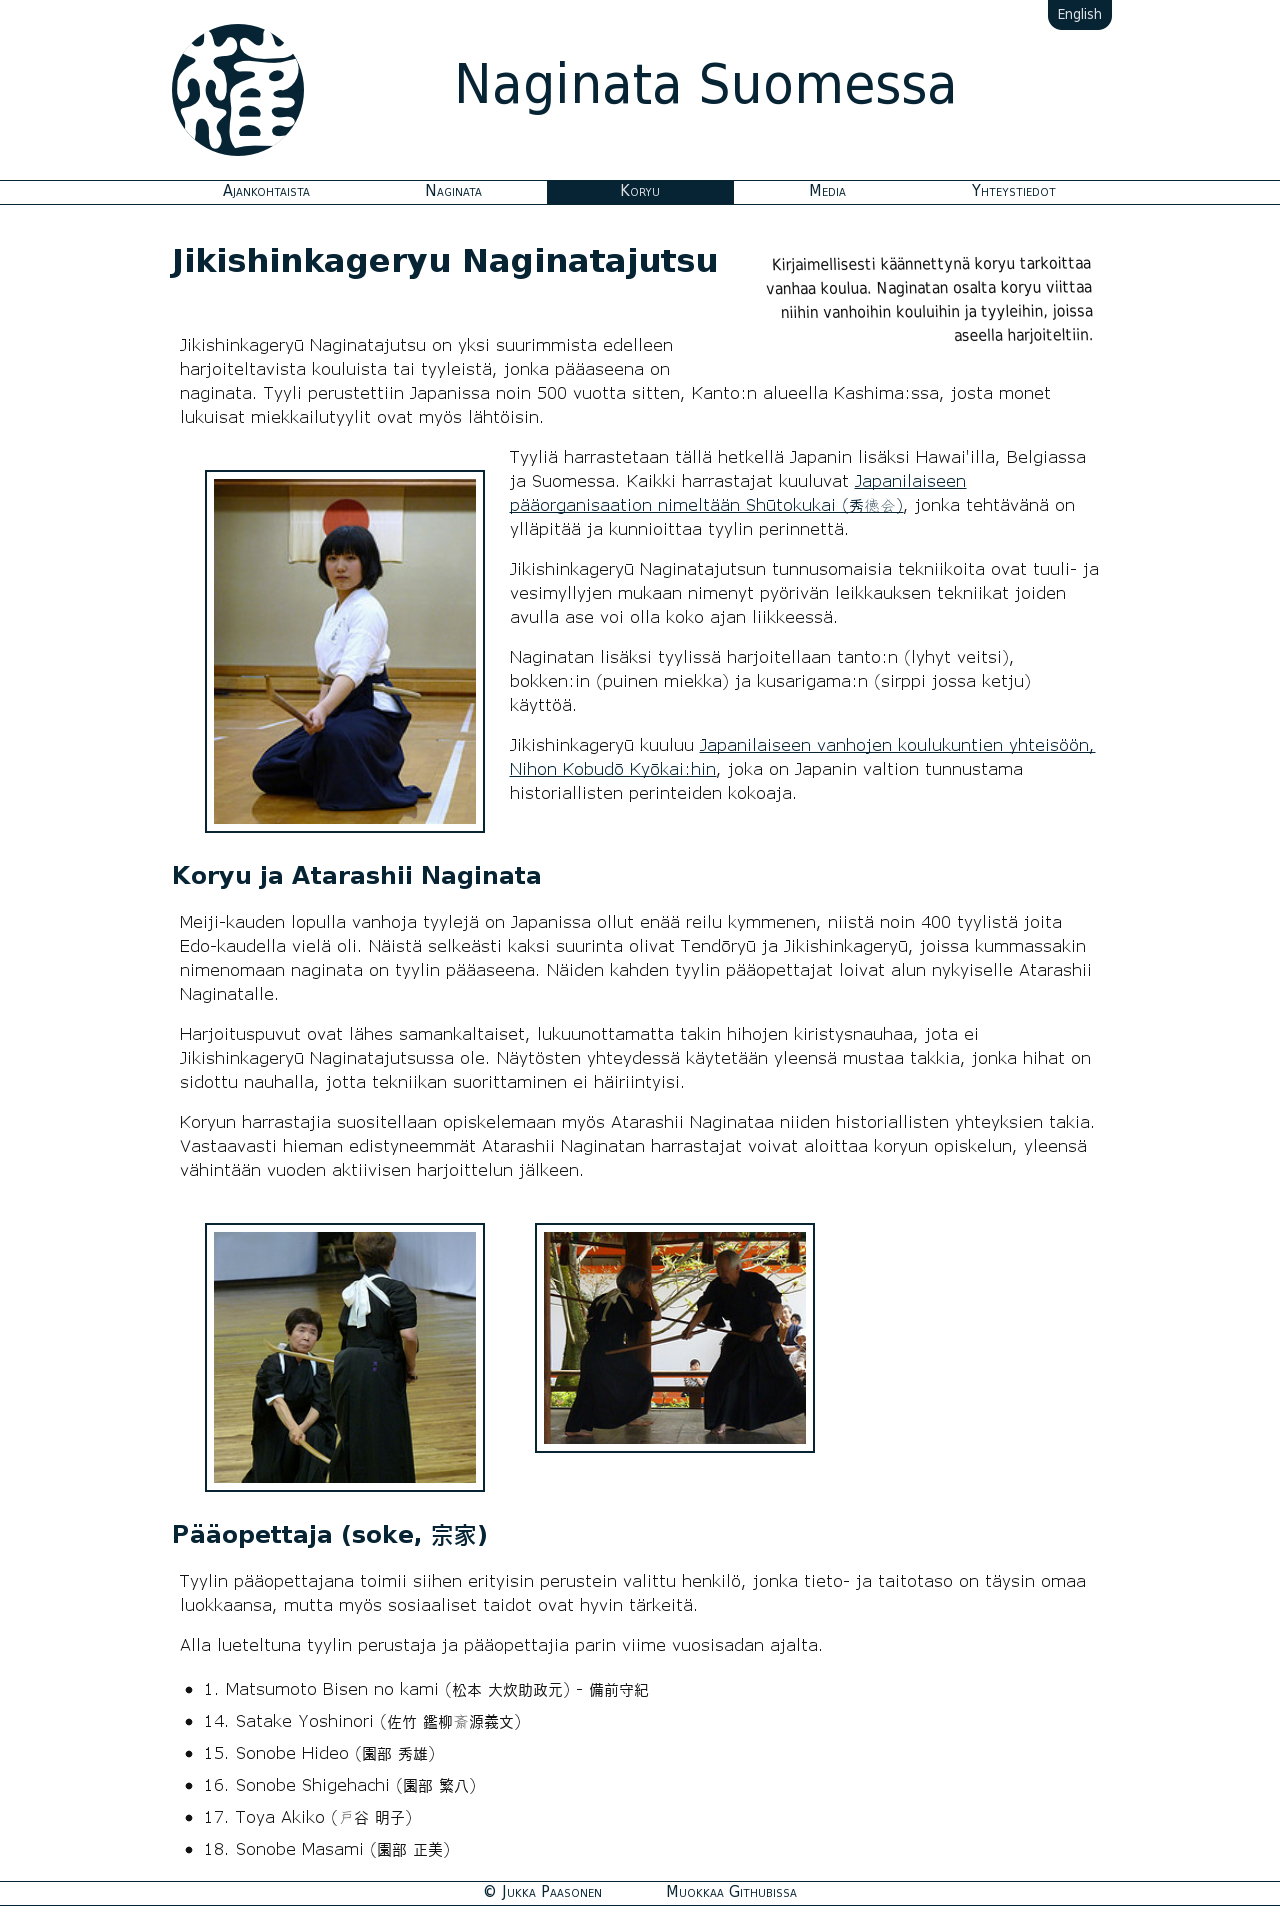 English
Naginata Suomessa
Ajankohtaista
Naginata
Koryu
Media
Yhteystiedot
Jikishinkageryu Naginatajutsu
Kirjaimellisesti käännettynä koryu tarkoittaa
vanhaa koulua. Naginatan osalta koryu viittaa
niihin vanhoihin kouluihin ja tyyleihin, joissa
aseella harjoiteltiin.
Jikishinkageryū Naginatajutsu on yksi suurimmista edelleen
harjoiteltavista kouluista tai tyyleistä, jonka pääaseena on
naginata. Tyyli perustettiin Japanissa noin 500 vuotta sitten, Kanto:n alueella Kashima:ssa, josta monet
lukuisat miekkailutyylit ovat myös lähtöisin.
Tyyliä harrastetaan tällä hetkellä Japanin lisäksi Hawai'illa, Belgiassa
ja Suomessa. Kaikki harrastajat kuuluvat Japanilaiseen
pääorganisaation nimeltään Shūtokukai (秀徳会), jonka tehtävänä on
ylläpitää ja kunnioittaa tyylin perinnettä.
Jikishinkageryū Naginatajutsun tunnusomaisia tekniikoita ovat tuuli- ja
vesimyllyjen mukaan nimenyt pyörivän leikkauksen tekniikat joiden
avulla ase voi olla koko ajan liikkeessä.
Naginatan lisäksi tyylissä harjoitellaan tanto:n (lyhyt veitsi),
bokken:in (puinen miekka) ja kusarigama:n (sirppi jossa ketju)
käyttöä.
Jikishinkageryū kuuluu Japanilaiseen vanhojen koulukuntien yhteisöön,
Nihon Kobudō Kyōkai:hin, joka on Japanin valtion tunnustama
historiallisten perinteiden kokoaja.
Koryu ja Atarashii Naginata
Meiji-kauden lopulla vanhoja tyylejä on Japanissa ollut enää reilu kymmenen, niistä noin 400 tyylistä joita
Edo-kaudella vielä oli. Näistä selkeästi kaksi suurinta olivat Tendōryū ja Jikishinkageryū, joissa kummassakin
nimenomaan naginata on tyylin pääaseena. Näiden kahden tyylin pääopettajat loivat alun nykyiselle Atarashii
Naginatalle.
Harjoituspuvut ovat lähes samankaltaiset, lukuunottamatta takin hihojen kiristysnauhaa, jota ei
Jikishinkageryū Naginatajutsussa ole. Näytösten yhteydessä käytetään yleensä mustaa takkia, jonka hihat on
sidottu nauhalla, jotta tekniikan suorittaminen ei häiriintyisi.
Koryun harrastajia suositellaan opiskelemaan myös Atarashii Naginataa niiden historiallisten yhteyksien takia.
Vastaavasti hieman edistyneemmät Atarashii Naginatan harrastajat voivat aloittaa koryun opiskelun, yleensä
vähintään vuoden aktiivisen harjoittelun jälkeen.
Pääopettaja (soke, 宗家)
Tyylin pääopettajana toimii siihen erityisin perustein valittu henkilö, jonka tieto- ja taitotaso on täysin omaa
luokkaansa, mutta myös sosiaaliset taidot ovat hyvin tärkeitä.
Alla lueteltuna tyylin perustaja ja pääopettajia parin viime vuosisadan ajalta.
• 1. Matsumoto Bisen no kami (松本 大炊助政元) - 備前守紀
• 14. Satake Yoshinori (佐竹 鑑柳斎源義文)
• 15. Sonobe Hideo (園部 秀雄)
• 16. Sonobe Shigehachi (園部 繁八)
• 17. Toya Akiko (戸谷 明子)
• 18. Sonobe Masami (園部 正美)
© Jukka Paasonen
Muokkaa Githubissa